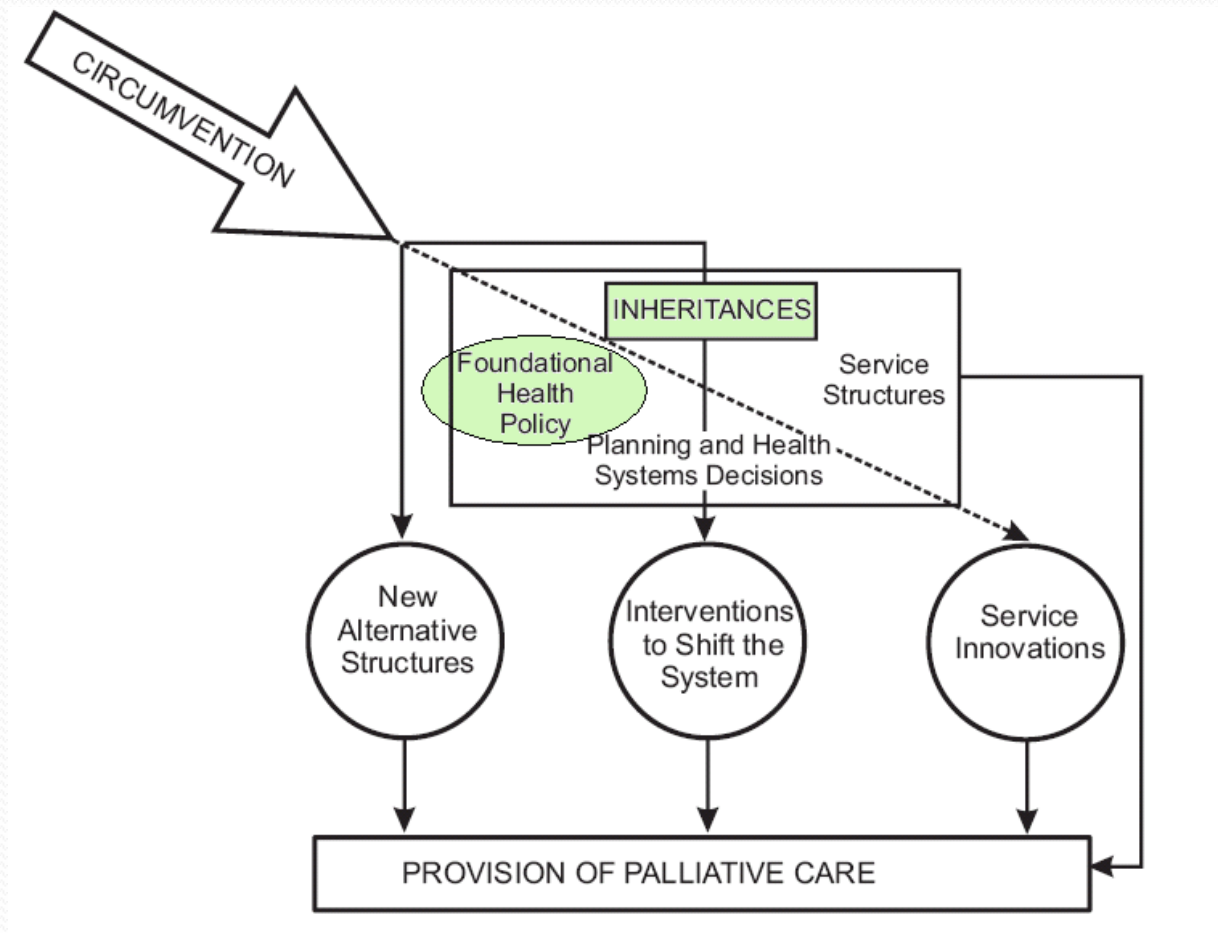 CIRCUMVENTION
INHERITANCES
Foundational
Health
Policy
Service
Structures
Planning and Health
Systems Decisions
New
Alternative
Structures
Interventions
to Shift the
System
Service
Innovations
PROVISION OF PALLIATIVE CARE